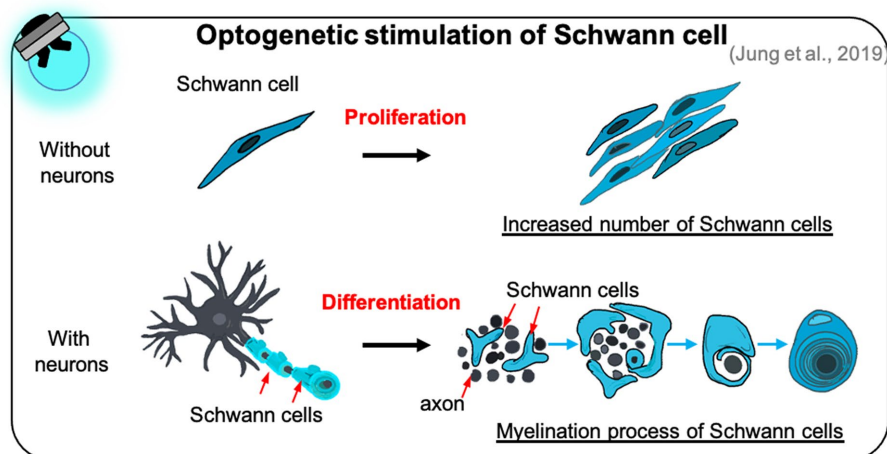 Optogenetic stimulation of Schwann cell
(Jung et al., 2019)
Schwann cell
Proliferation
Without
neurons
Increased number of Schwann cells
Differentiation
Schwann cells
With
neurons
Schwann cells
axon
Myelination process of Schwann cells